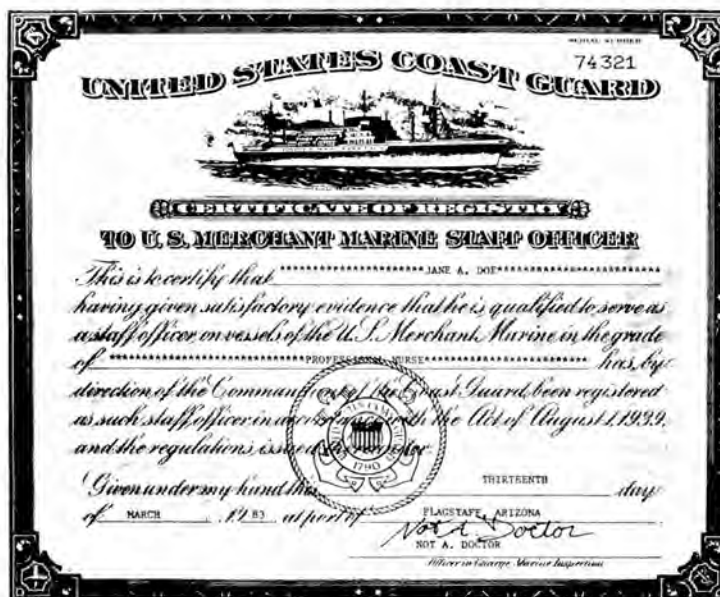 SERIAL NUMBER
74321
UNITED STATES COAST GUARD
CERTIFICATE OF REGISTRY
TO U. S. MERCHANT MARINE STAFF OFFICER
This is to certify that ********************JANE A. DOE**********************
having given satisfactory evidence that he is qualified to serve as
a staff officer on vessels of the U. S. Merchant Marine in the grade
of **************************PROFESSIONAL NURSE************************* has, by
direction of the Commandant of the Coast Guard, been registered
as such staff officer in accordance with the Act of August 1, 1939,
and the regulations issued thereunder.
1790
Given under my hand this THIRTEENTH day
of MARCH , 1983 at port of FLAGSTAFF, ARIZONA
Not A Doctor
NOT A. DOCTOR
Officer in Charge Marine Inspection